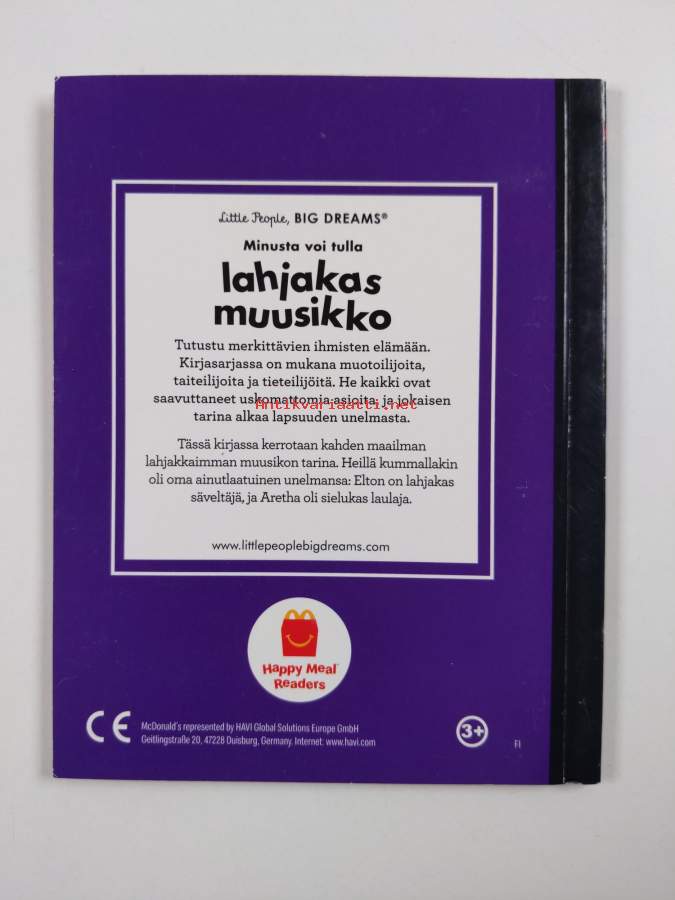 Little People, BIG DREAMS®
Minusta voi tulla
lahjakas
muusikko
Tutustu merkittävien ihmisten elämään.
Kirjasarjassa on mukana muotoilijoita,
taiteilijoita ja tieteilijöitä. He kaikki ovat
saavuttaneet uskomattomia asioita, ja jokaisen
Antikvariaatti.net
tarina alkaa lapsuuden unelmasta.
Tässä kirjassa kerrotaan kahden maailman
lahjakkaimman muusikon tarina. Heillä kummallakin
oli oma ainutlaatuinen unelmansa: Elton on lahjakas
säveltäjä, ja Aretha oli sielukas laulaja.
www.littlepeoplebigdreams.com
Happy Meal
Readers
CE
McDonald's represented by HAVI Global Solutions Europe GmbH
Geitlingstraße 20, 47228 Duisburg, Germany. Internet: www.havi.com
3+
FI